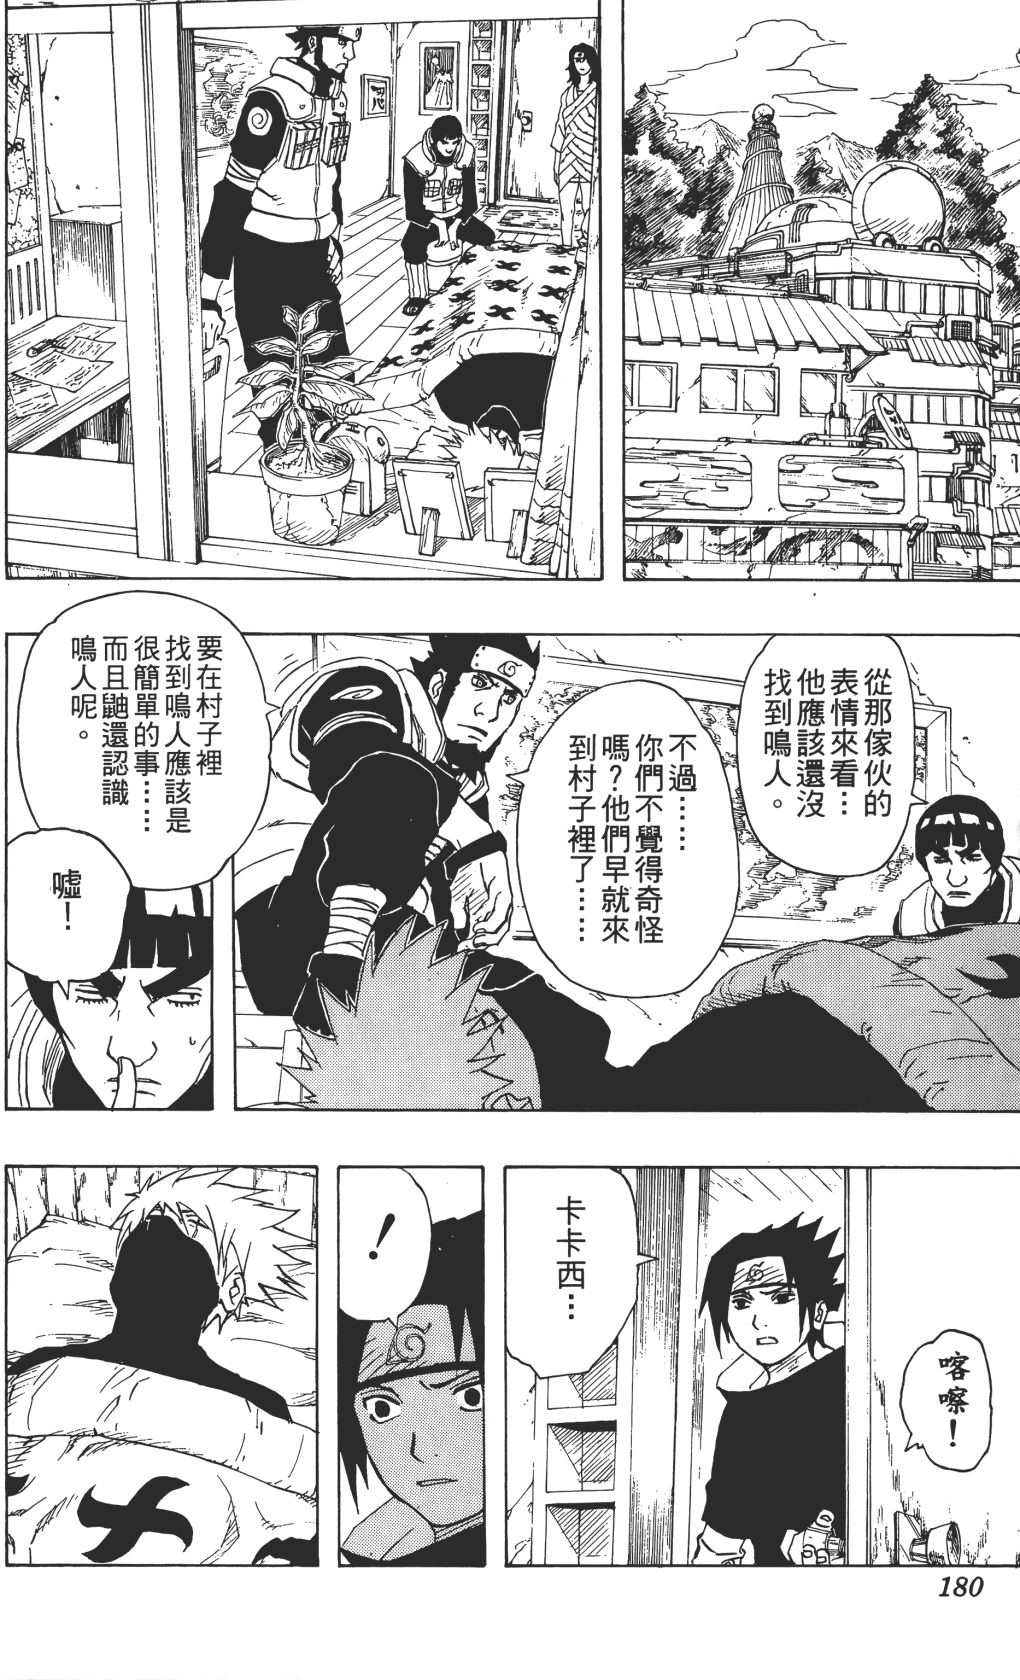 從那傢伙的
表情來看…
他應該還沒
找到鳴人。
不過……
你們不覺得奇怪
嗎？他們早就來
到村子裡了……
要在村子裡
找到鳴人應該是
很簡單的事……
而且鼬還認識
鳴人呢。
噓！
喀嚓！
卡卡西…
！
180